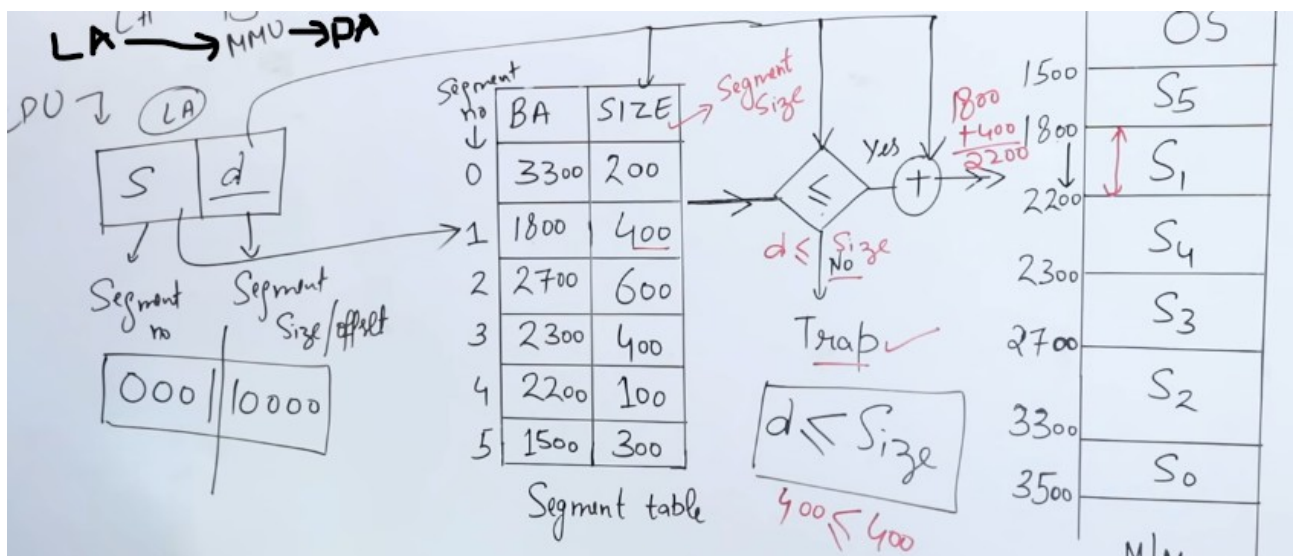 LA → MMU → PA
LA
S d
Segment no
Segment Size/offset
000 10000
Segment no
BA SIZE
0 3300 200
1 1800 400
2 2700 600
3 2300 400
4 2200 100
5 1500 300
Segment table
Segment Size
≤
Yes
+
d ≤ Size
No
Trap
d ≤ Size
400 ≤ 400
1800
+400
2200
OS
1500
S5
1800
S1
2200
S4
2300
S3
2700
S2
3300
S0
3500